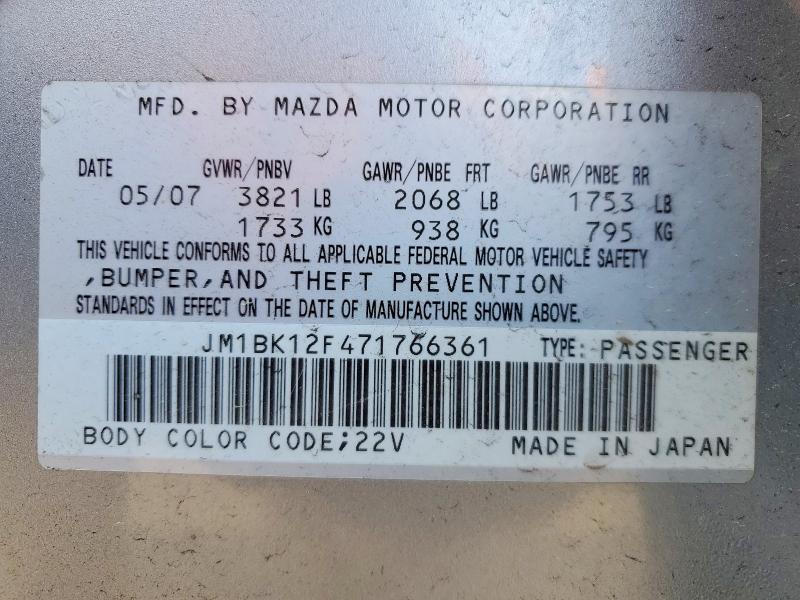 MFD. BY MAZDA MOTOR CORPORATION
DATE GVWR/PNBV GAWR/PNBE FRT GAWR/PNBE RR
05/07 3821 LB 2068 LB 1753 LB
1733 KG 938 KG 795 KG
THIS VEHICLE CONFORMS TO ALL APPLICABLE FEDERAL MOTOR VEHICLE SAFETY
,BUMPER,AND THEFT PREVENTION
STANDARDS IN EFFECT ON THE DATE OF MANUFACTURE SHOWN ABOVE.
JM1BK12F471766361 TYPE: PASSENGER
BODY COLOR CODE;22V MADE IN JAPAN